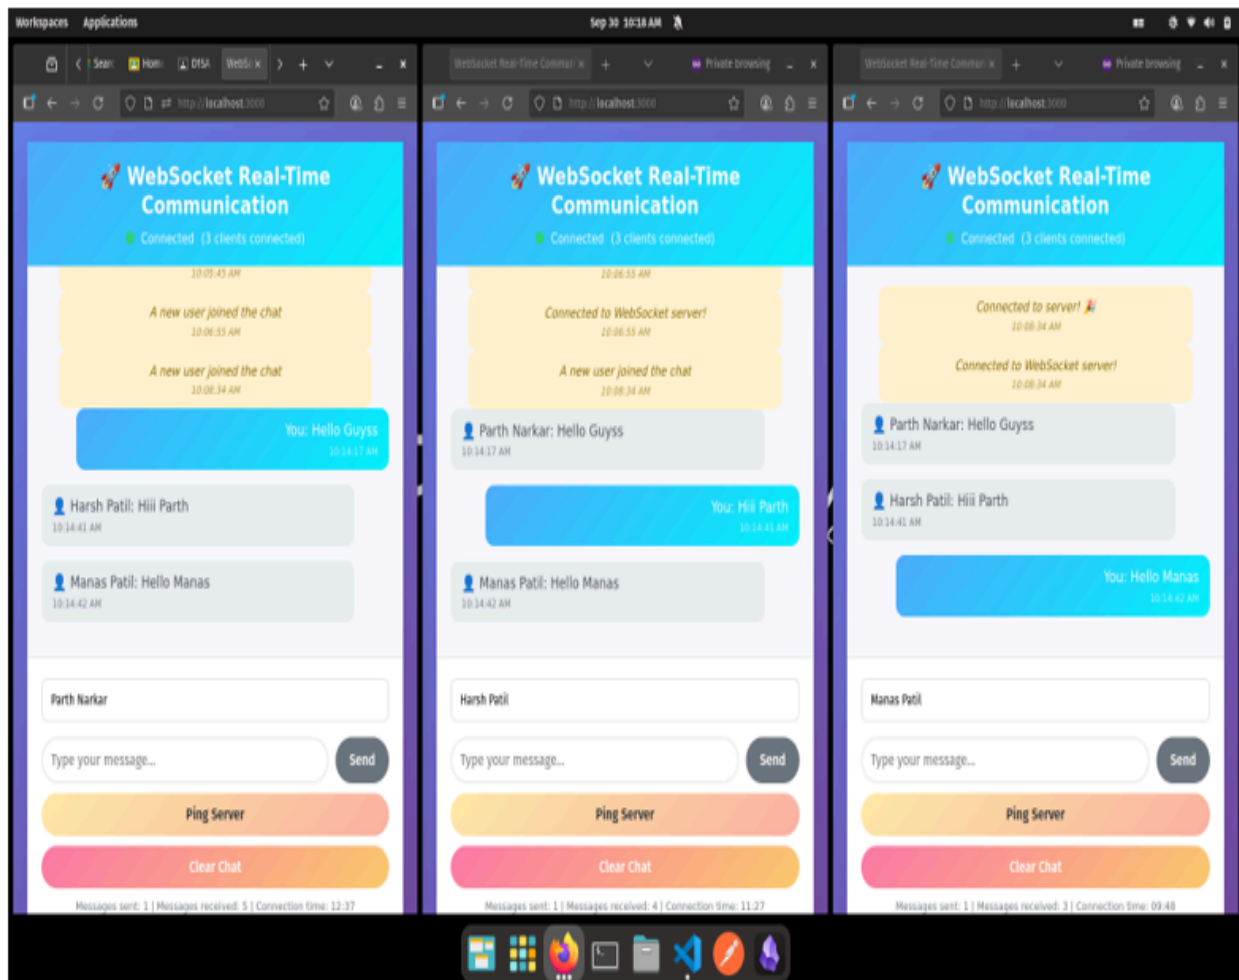 Workspaces Applications
Sep 30 10:18 AM
Sear
Hom
D15A
WebSc
http://localhost:3000
🚀 WebSocket Real-Time
Communication
Connected (3 clients connected)
10:05:45 AM
A new user joined the chat
10:06:55 AM
A new user joined the chat
10:08:34 AM
You: Hello Guyss
10:14:17 AM
👤 Harsh Patil: Hiii Parth
10:14:41 AM
👤 Manas Patil: Hello Manas
10:14:42 AM
Parth Narkar
Type your message...
Send
Ping Server
Clear Chat
Messages sent: 1 | Messages received: 5 | Connection time: 12:37
WebSocket Real-Time Commun
Private browsing
http://localhost:3000
🚀 WebSocket Real-Time
Communication
Connected (3 clients connected)
10:06:55 AM
Connected to WebSocket server!
10:06:55 AM
A new user joined the chat
10:08:34 AM
👤 Parth Narkar: Hello Guyss
10:14:17 AM
You: Hiii Parth
10:14:41 AM
👤 Manas Patil: Hello Manas
10:14:42 AM
Harsh Patil
Type your message...
Send
Ping Server
Clear Chat
Messages sent: 1 | Messages received: 4 | Connection time: 11:27
WebSocket Real-Time Commun
Private browsing
http://localhost:3000
🚀 WebSocket Real-Time
Communication
Connected (3 clients connected)
Connected to server! 🎉
10:08:34 AM
Connected to WebSocket server!
10:08:34 AM
👤 Parth Narkar: Hello Guyss
10:14:17 AM
👤 Harsh Patil: Hiii Parth
10:14:41 AM
You: Hello Manas
10:14:42 AM
Manas Patil
Type your message...
Send
Ping Server
Clear Chat
Messages sent: 1 | Messages received: 3 | Connection time: 09:48